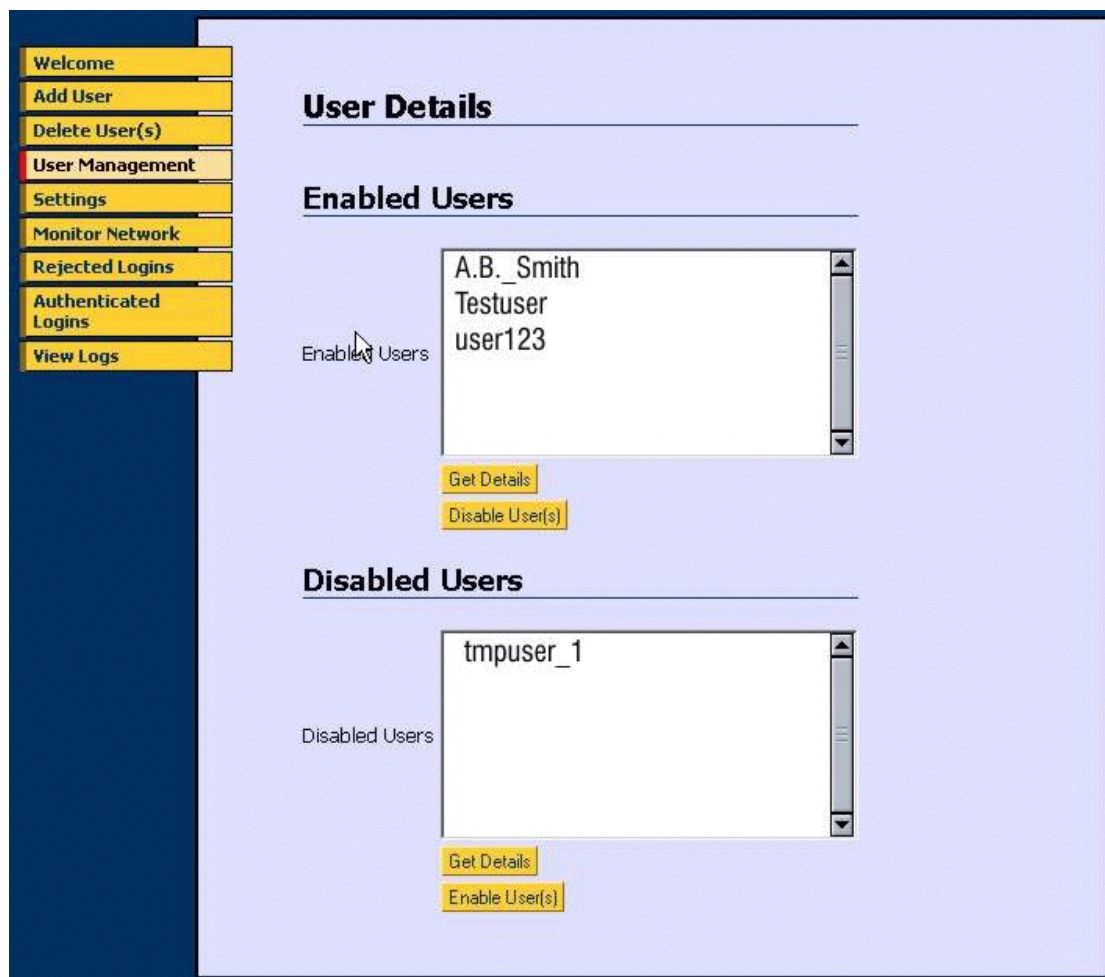 Welcome
Add User
Delete User(s)
User Management
Settings
Monitor Network
Rejected Logins
Authenticated
Logins
View Logs
User Details
Enabled Users
Enabled Users
A.B._Smith
Testuser
user123
Get Details
Disable User(s)
Disabled Users
Disabled Users
tmpuser_1
Get Details
Enable User(s)